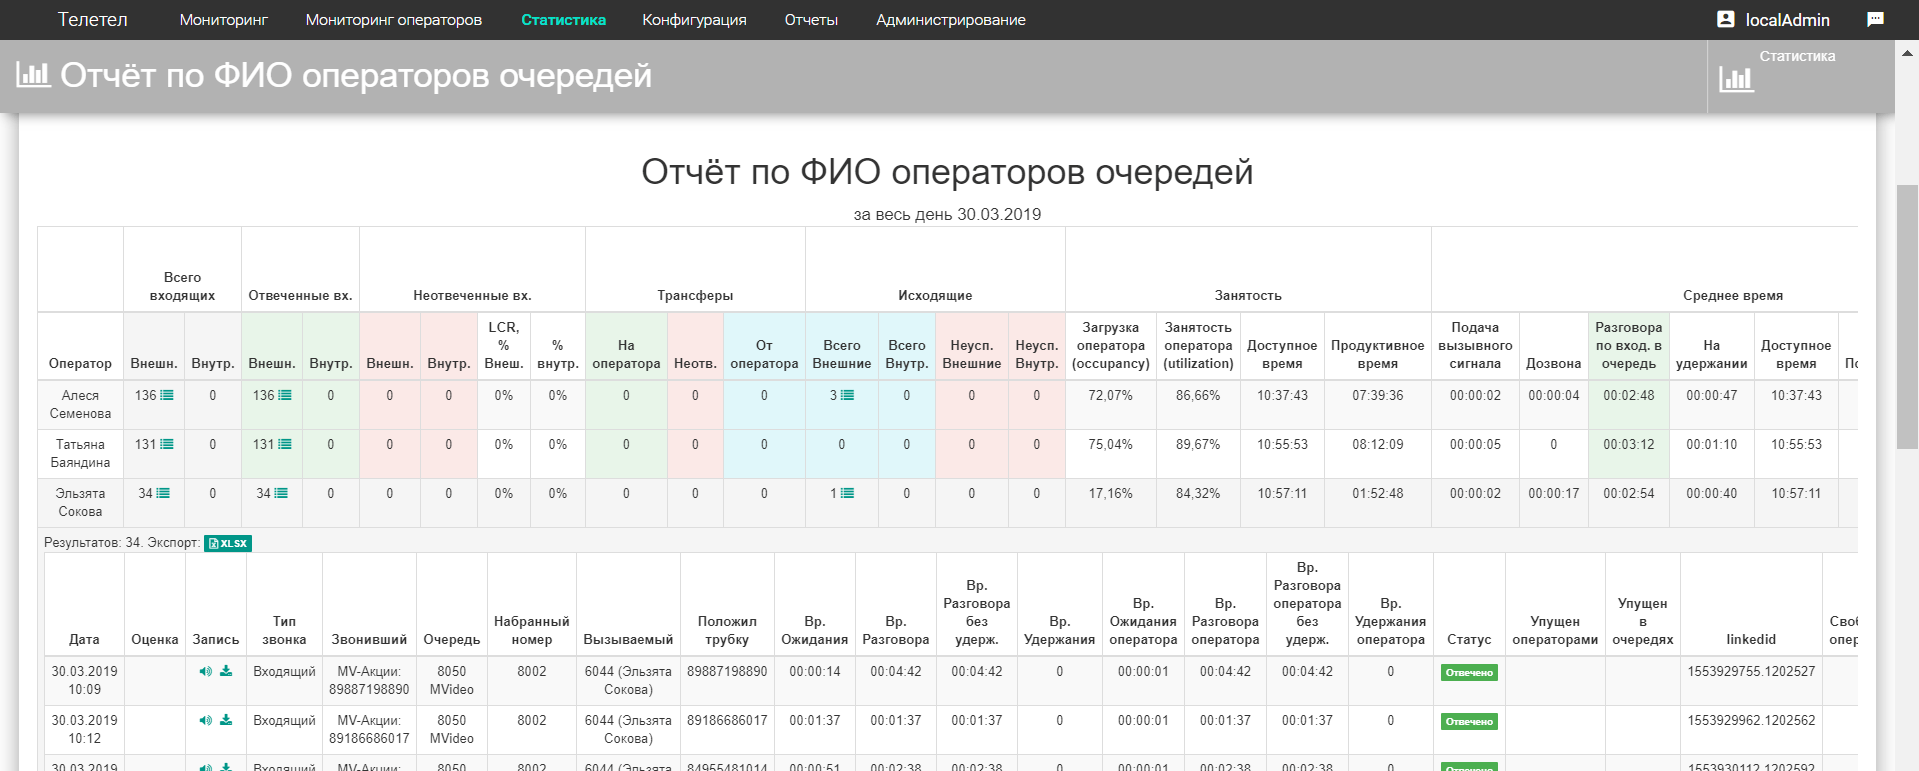 Телетел Мониторинг Мониторинг операторов Статистика Конфигурация Отчеты Администрирование localAdmin
Отчёт по ФИО операторов очередей Статистика
Отчёт по ФИО операторов очередей
за весь день 30.03.2019
Всего входящих Отвеченные вх. Неотвеченные вх. Трансферы Исходящие Занятость Среднее время
Оператор Внешн. Внутр. Внешн. Внутр. Внешн. Внутр. LCR, % Внеш. % внутр. На оператора Неотв. От оператора Всего Внешние Всего Внутр. Неусп. Внешние Неусп. Внутр. Загрузка оператора (occupancy) Занятость оператора (utilization) Доступное время Продуктивное время Подача вызывного сигнала Дозвона Разговора по вход. в очередь На удержании Доступное время
Алеся Семенова 136 0 136 0 0 0 0% 0% 0 0 0 3 0 0 0 72,07% 86,66% 10:37:43 07:39:36 00:00:02 00:00:04 00:02:48 00:00:47 10:37:43
Татьяна Баяндина 131 0 131 0 0 0 0% 0% 0 0 0 0 0 0 0 75,04% 89,67% 10:55:53 08:12:09 00:00:05 0 00:03:12 00:01:10 10:55:53
Эльзята Сокова 34 0 34 0 0 0 0% 0% 0 0 0 1 0 0 0 17,16% 84,32% 10:57:11 01:52:48 00:00:02 00:00:17 00:02:54 00:00:40 10:57:11
Результатов: 34. Экспорт: XLSX
Дата Оценка Запись Тип звонка Звонивший Очередь Набранный номер Вызываемый Положил трубку Вр. Ожидания Вр. Разговора Вр. Разговора без удерж. Вр. Удержания Вр. Ожидания оператора Вр. Разговора оператора Вр. Разговора оператора без удерж. Вр. Удержания оператора Статус Упущен операторами Упущен в очередях linkedid
30.03.2019 10:09 Входящий MV-Акции: 89887198890 8050 MVideo 8002 6044 (Эльзята Сокова) 89887198890 00:00:14 00:04:42 00:04:42 0 00:00:01 00:04:42 00:04:42 0 Отвечено 1553929755.1202527
30.03.2019 10:12 Входящий MV-Акции: 89186686017 8050 MVideo 8002 6044 (Эльзята Сокова) 89186686017 00:01:37 00:01:37 00:01:37 0 00:00:01 00:01:37 00:01:37 0 Отвечено 1553929962.1202562
30.03.2019 Входящий MV-Акции: 8050 8002 6044 (Эльзята 84955481014 00:00:51 00:02:38 00:02:38 0 00:00:01 00:02:38 00:02:38 0 Отвечено 1553930112.1202592